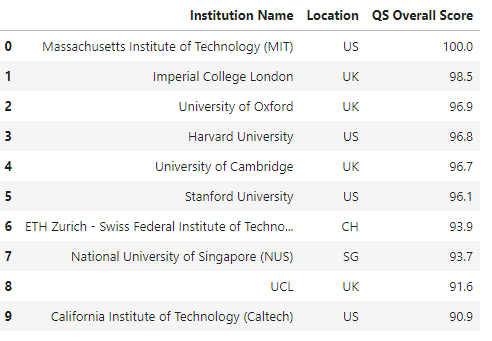 Institution Name Location QS Overall Score
0 Massachusetts Institute of Technology (MIT) US 100.0
1 Imperial College London UK 98.5
2 University of Oxford UK 96.9
3 Harvard University US 96.8
4 University of Cambridge UK 96.7
5 Stanford University US 96.1
6 ETH Zurich - Swiss Federal Institute of Techno... CH 93.9
7 National University of Singapore (NUS) SG 93.7
8 UCL UK 91.6
9 California Institute of Technology (Caltech) US 90.9